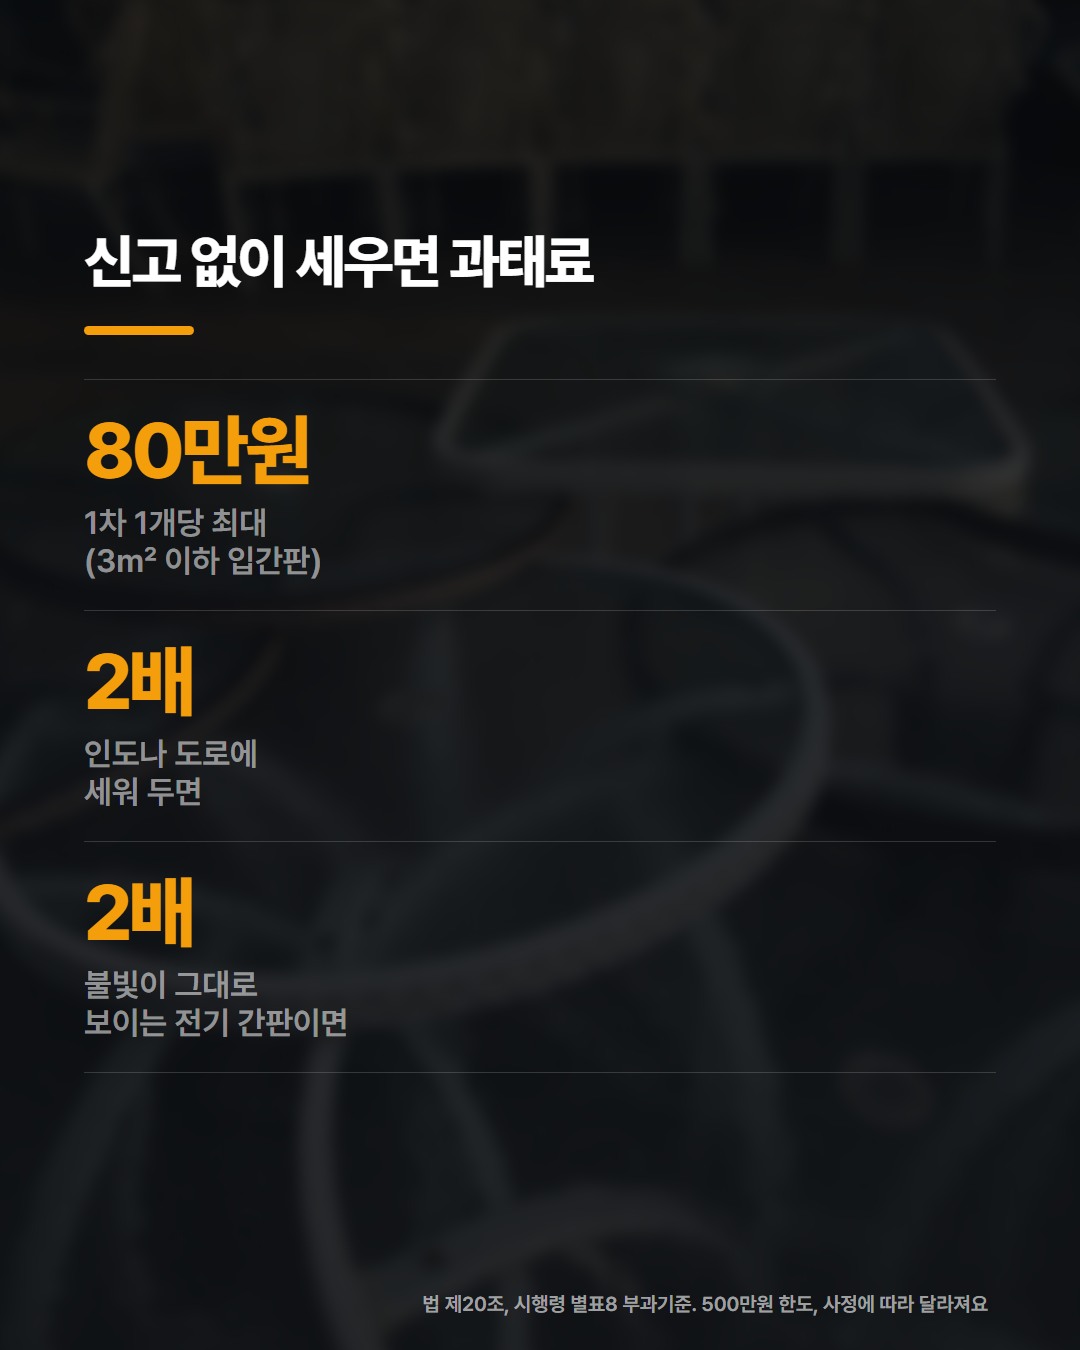 신고 없이 세우면 과태료
80만원
1차 1개당 최대
(3m² 이하 입간판)
2배
인도나 도로에
세워 두면
2배
불빛이 그대로
보이는 전기 간판이면
법 제20조, 시행령 별표8 부과기준. 500만원 한도, 사정에 따라 달라져요